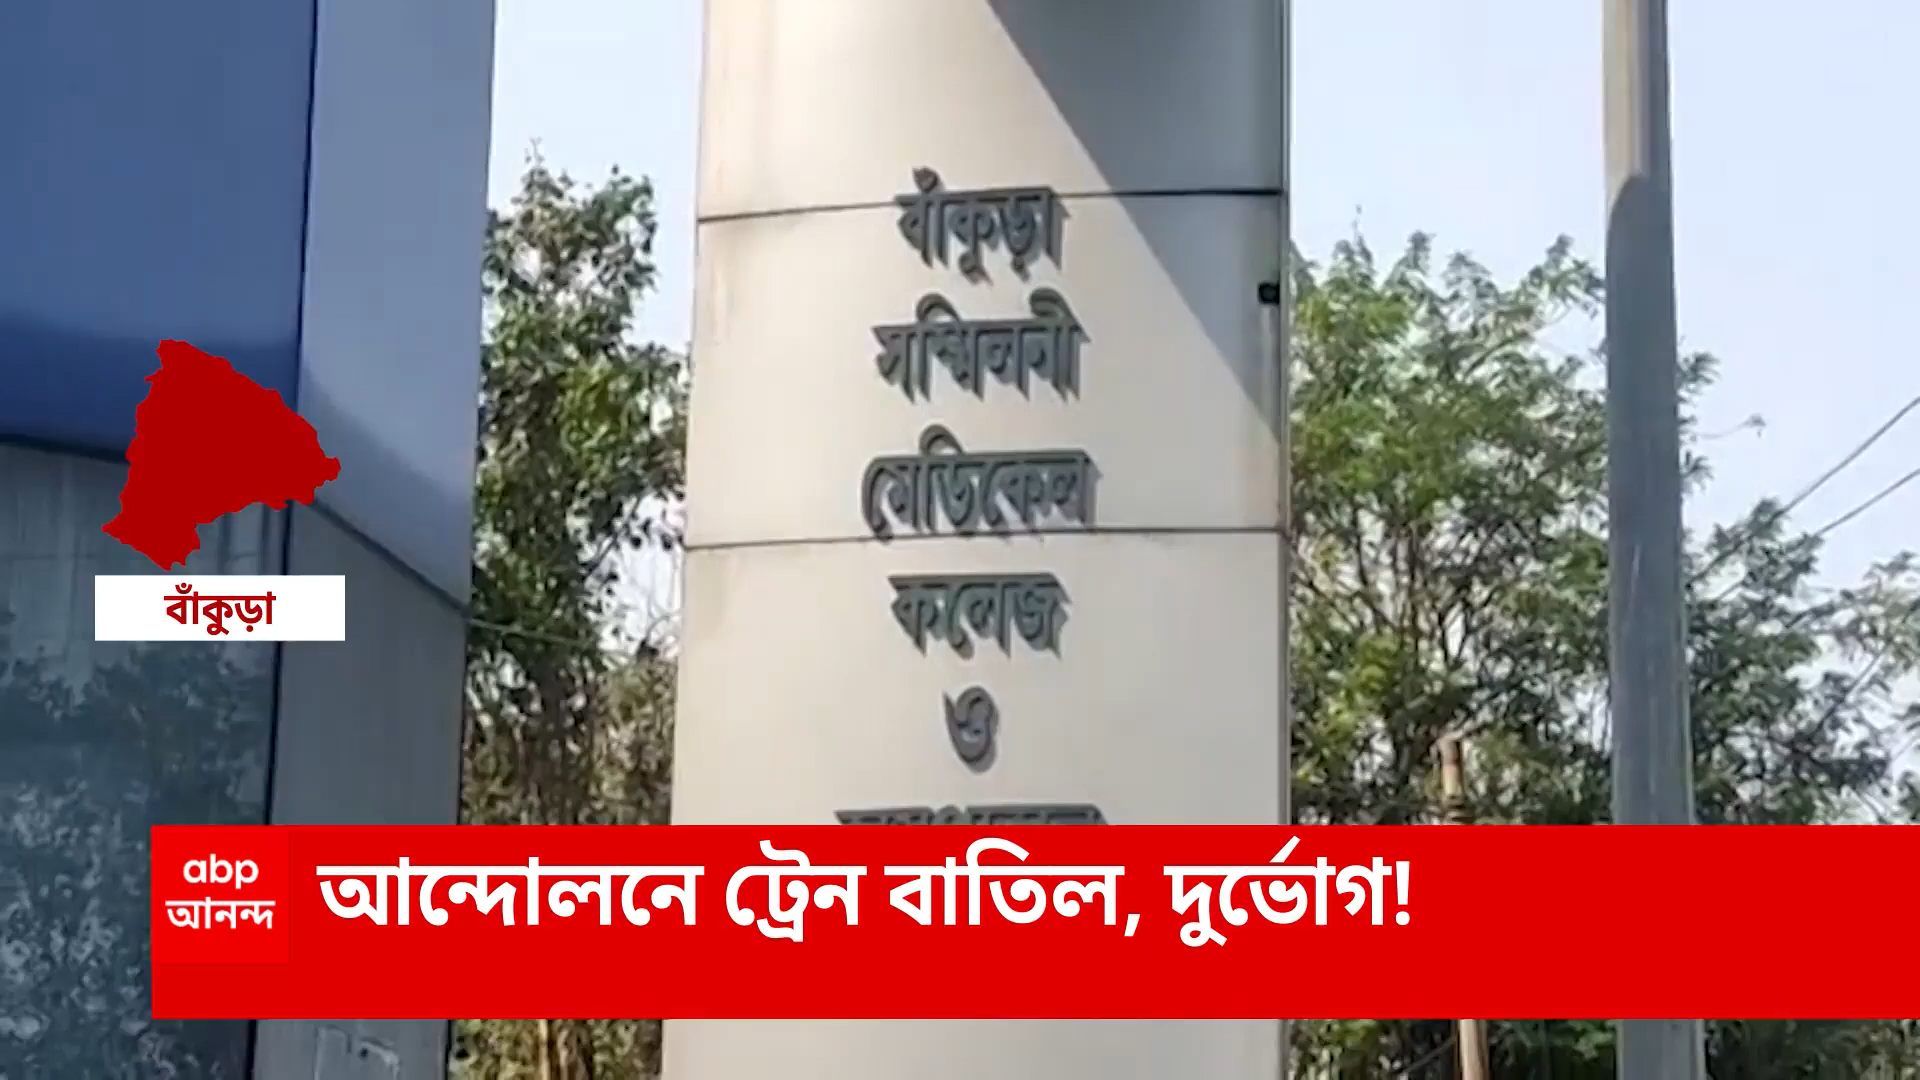 বাঁকুড়া
সম্মিলনী
মেডিকেল
কলেজ
ও
বাঁকুড়া
abp
আনন্দ
আন্দোলনে ট্রেন বাতিল, দুর্ভোগ!